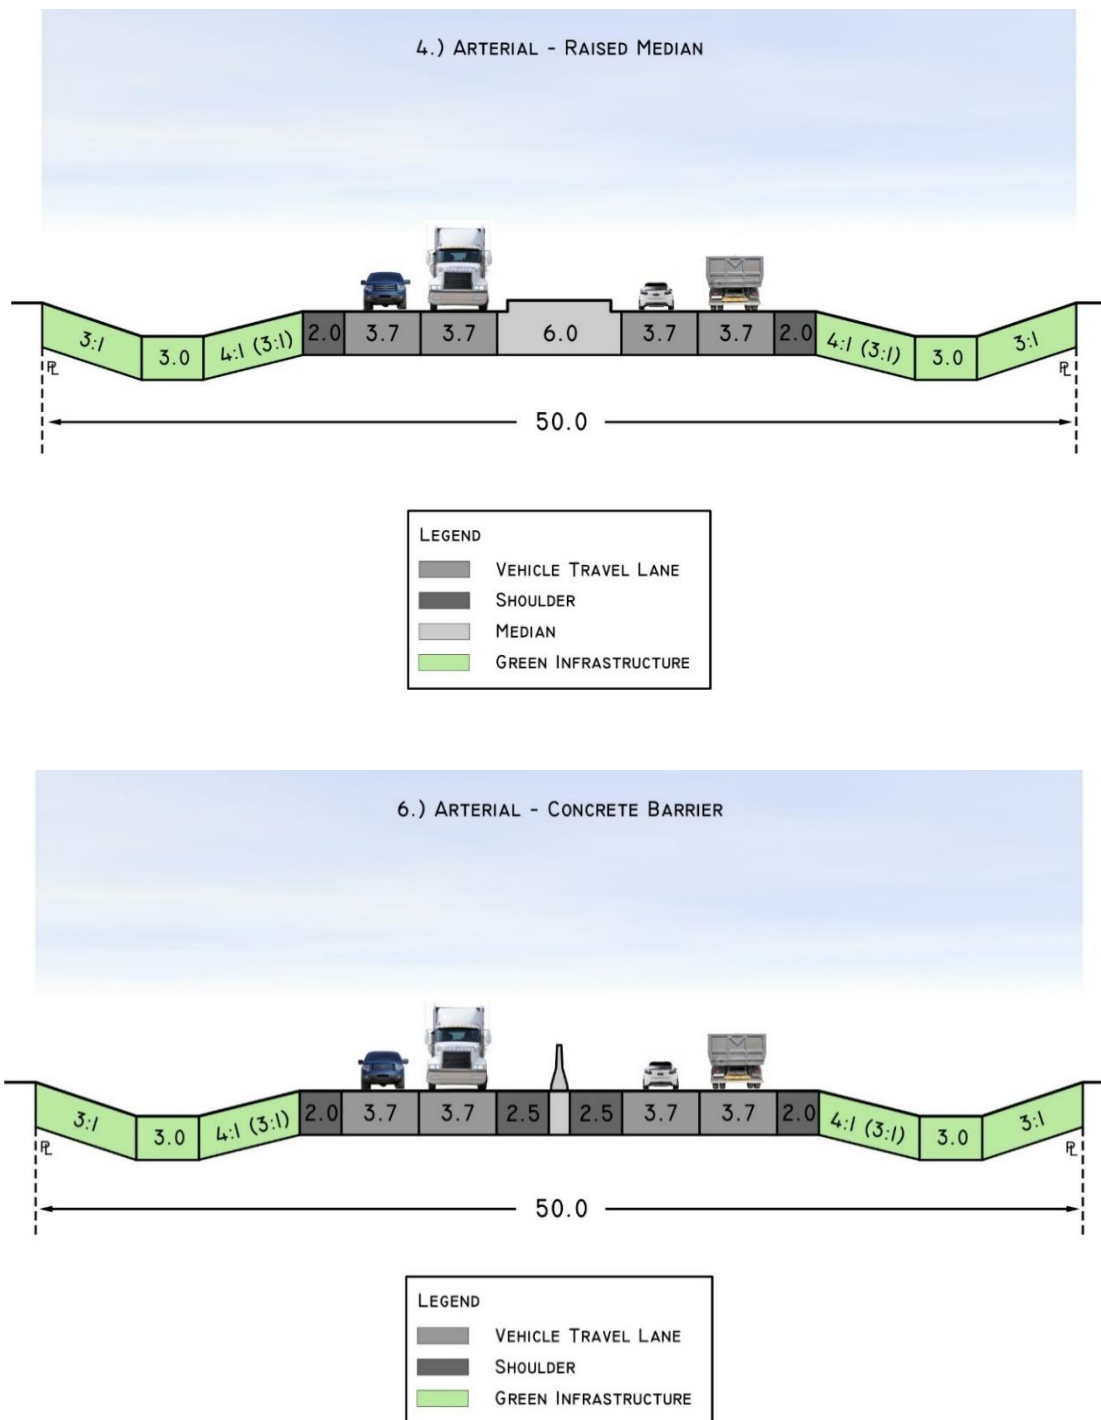 4.) ARTERIAL - RAISED MEDIAN
3:1 3.0 4:1 (3:1) 2.0 3.7 3.7 6.0 3.7 3.7 2.0 4:1 (3:1) 3.0 3:1
PL PL
50.0
LEGEND
VEHICLE TRAVEL LANE
SHOULDER
MEDIAN
GREEN INFRASTRUCTURE
6.) ARTERIAL - CONCRETE BARRIER
3:1 3.0 4:1 (3:1) 2.0 3.7 3.7 2.5 2.5 3.7 3.7 2.0 4:1 (3:1) 3.0 3:1
PL PL
50.0
LEGEND
VEHICLE TRAVEL LANE
SHOULDER
GREEN INFRASTRUCTURE